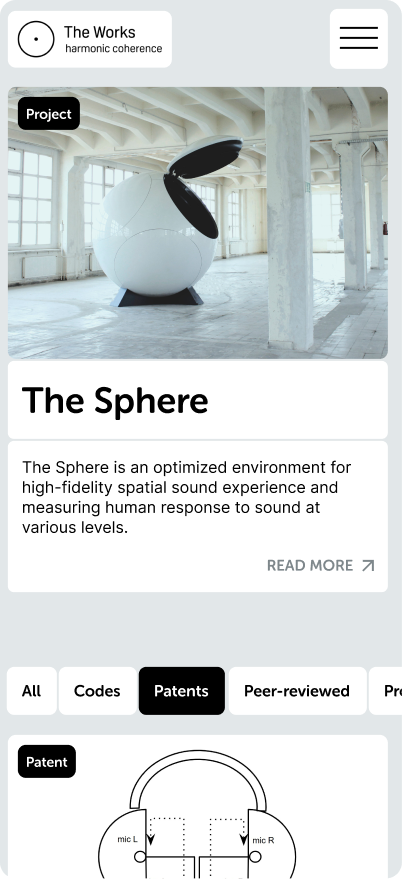 The Works
harmonic coherence
Project
The Sphere
The Sphere is an optimized environment for
high-fidelity spatial sound experience and
measuring human response to sound at
various levels.
READ MORE
All
Codes
Patents
Peer-reviewed
Patent
mic L
mic R